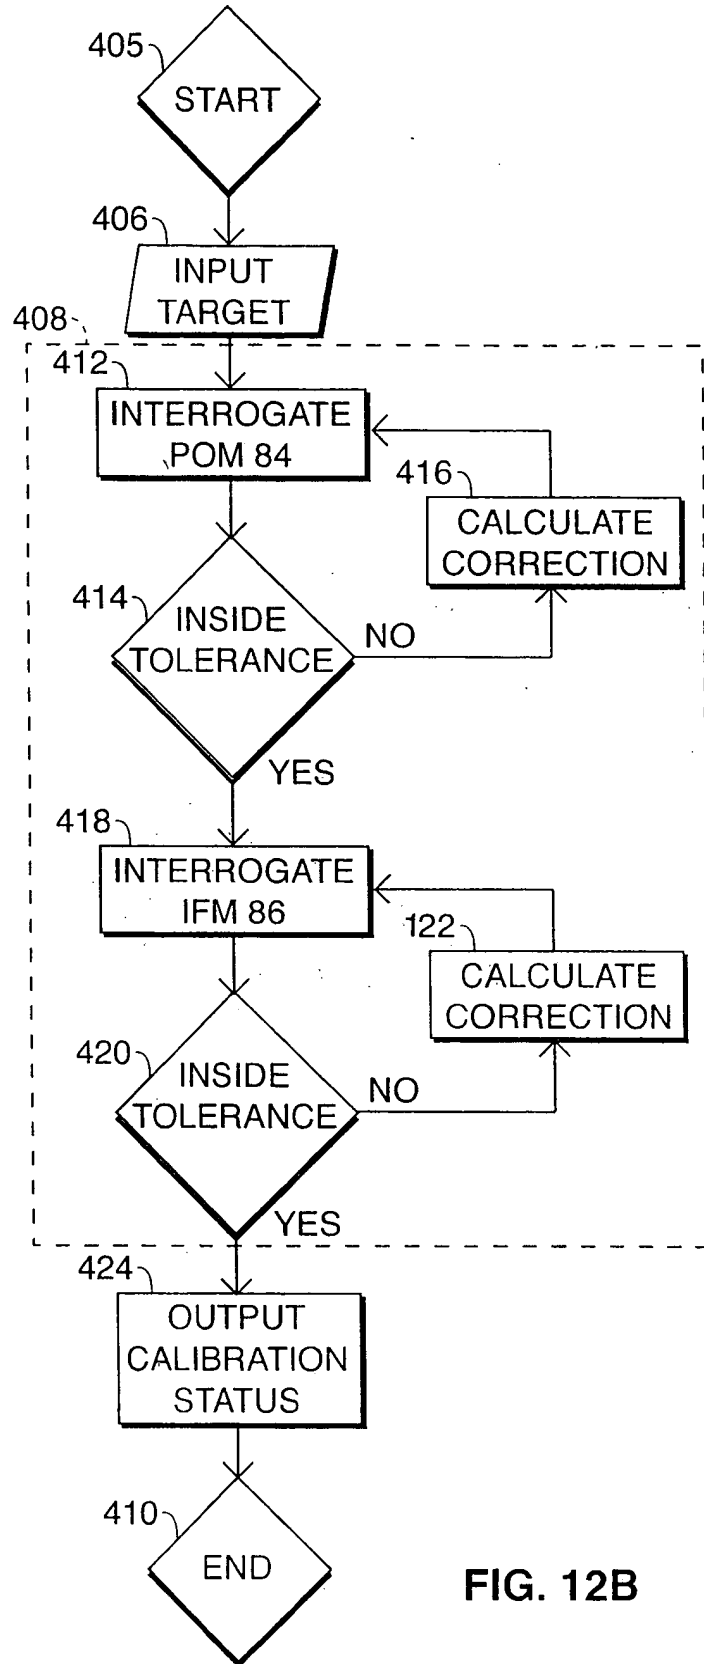 405
START
406
INPUT
TARGET
408
412
INTERROGATE
POM 84
416
CALCULATE
CORRECTION
414
INSIDE
TOLERANCE
NO
YES
418
INTERROGATE
IFM 86
122
CALCULATE
CORRECTION
420
INSIDE
TOLERANCE
NO
YES
424
OUTPUT
CALIBRATION
STATUS
410
END
FIG. 12B